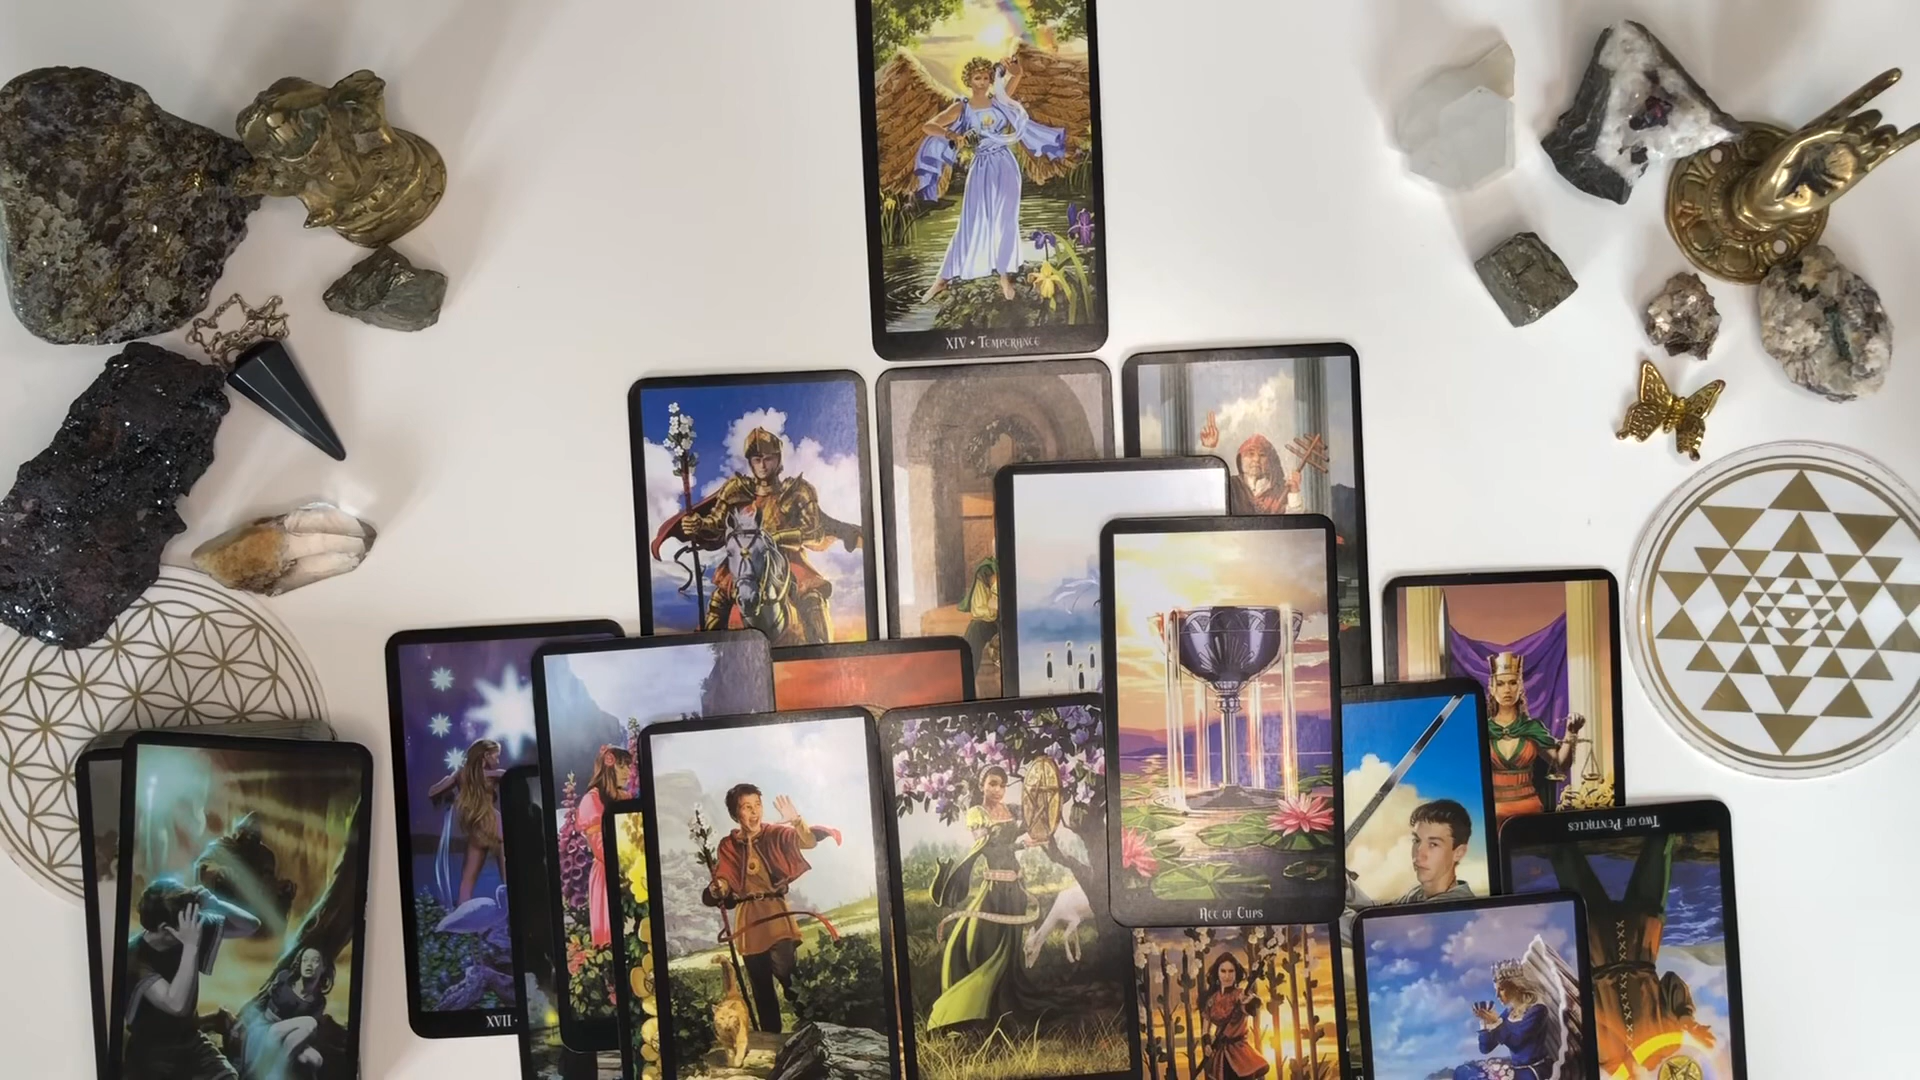 XIV • Temperance
Two of Pentacles
Ace of Cups
XVII •